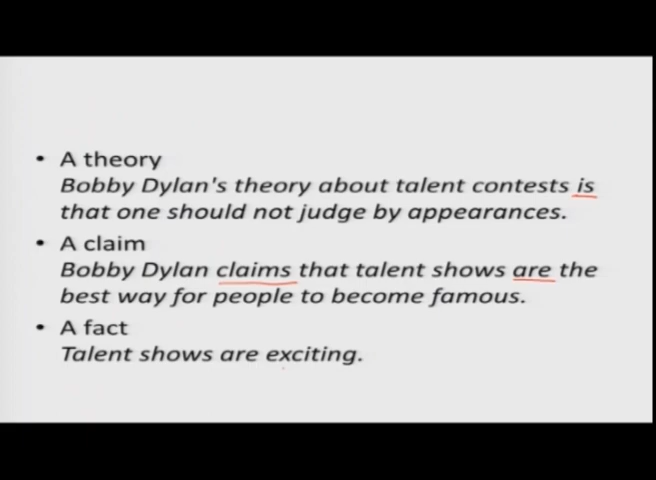 • A theory
Bobby Dylan's theory about talent contests is
that one should not judge by appearances.
• A claim
Bobby Dylan claims that talent shows are the
best way for people to become famous.
• A fact
Talent shows are exciting.